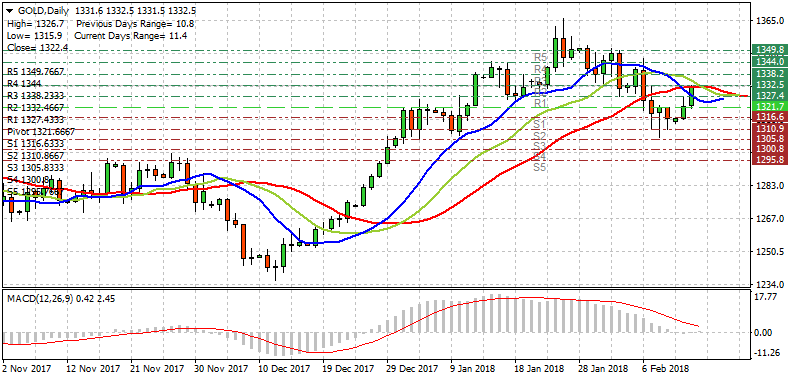 GOLD,Daily 1331.6 1332.5 1331.5 1332.5
High= 1326.7 Previous Days Range= 10.8
Low= 1315.9 Current Days Range= 11.4
Close= 1322.4
R5 1349.7667
R4 1344
R3 1338.2333
R2 1332.4667
R1 1327.4333
Pivot 1321.6667
S1 1316.6333
S2 1310.8667
S3 1305.8333
S4 1300.8
R5
R4
R1
S1
S2
S3
S4
S5
1365.0
1349.8
1344.0
1338.2
1332.5
1327.4
1321.7
1316.6
1310.9
1305.8
1300.8
1295.8
1283.0
1267.0
1250.5
1234.0
MACD(12,26,9) 0.42 2.45
17.77
0.00
-11.26
2 Nov 2017
12 Nov 2017
21 Nov 2017
30 Nov 2017
10 Dec 2017
19 Dec 2017
29 Dec 2017
9 Jan 2018
18 Jan 2018
28 Jan 2018
6 Feb 2018